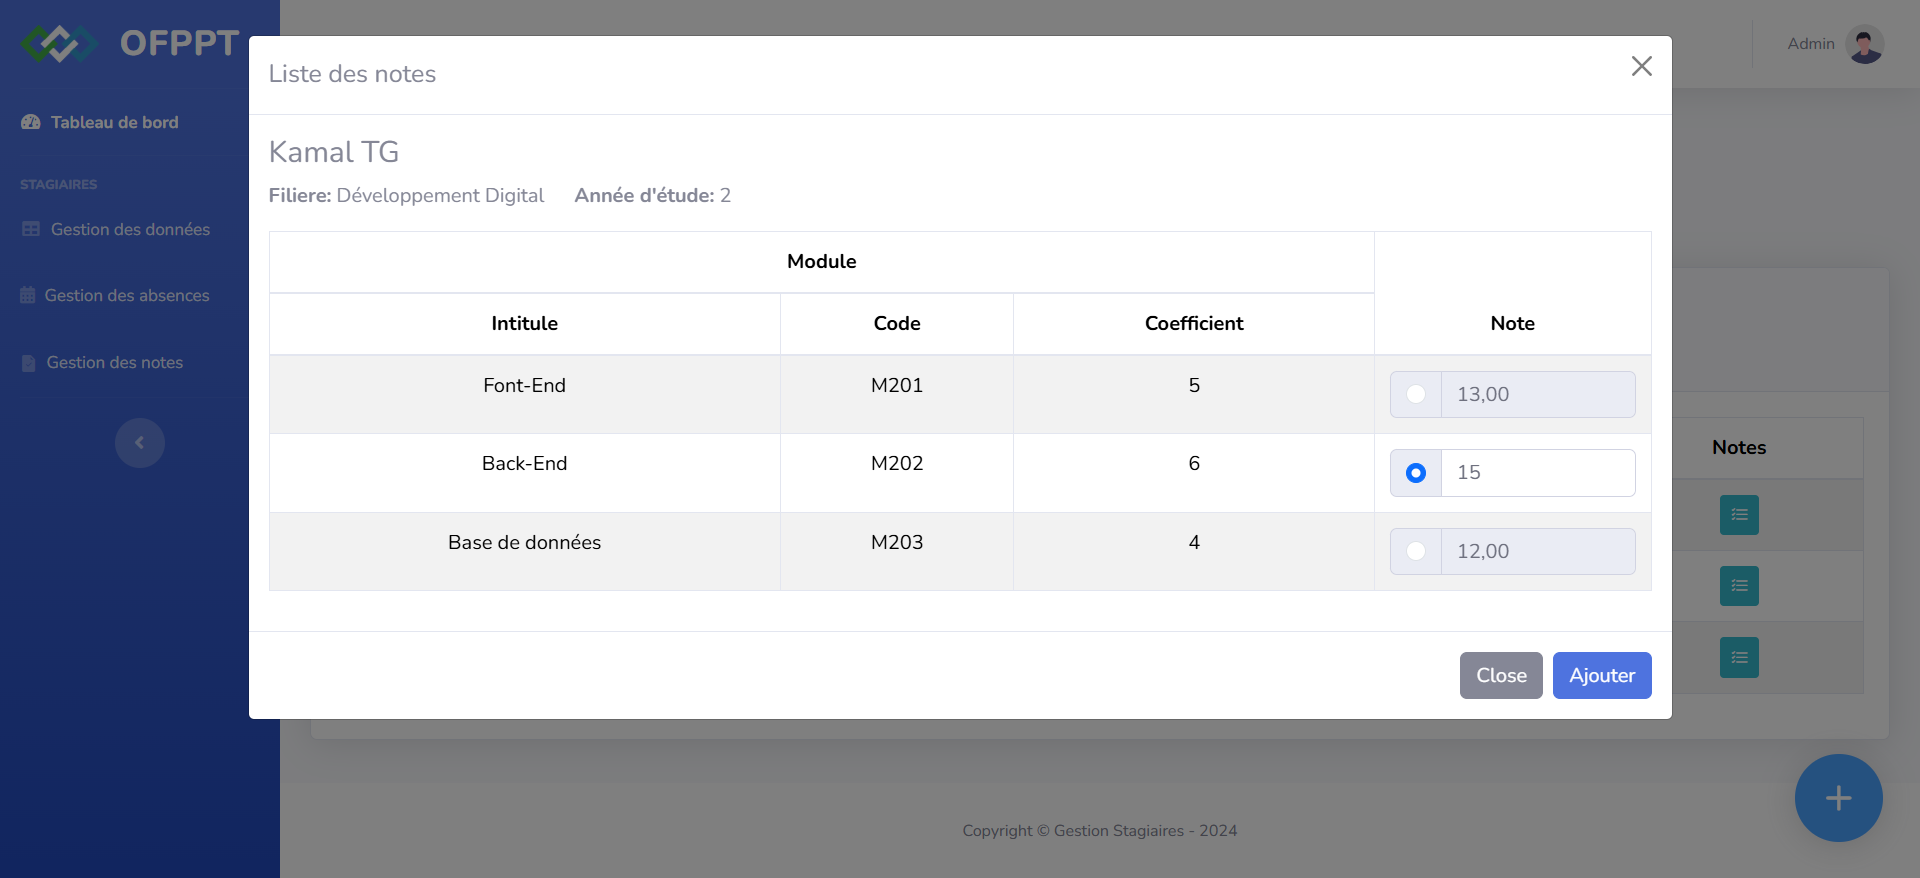 OFPPT
Admin
Tableau de bord
STAGIAIRES
Gestion des données
Gestion des absences
Gestion des notes
Liste des notes
Kamal TG
Filiere: Développement Digital Année d'étude: 2
Module
Intitule Code Coefficient Note
Font-End M201 5 13,00
Back-End M202 6 15
Base de données M203 4 12,00
Close Ajouter
Notes
Copyright © Gestion Stagiaires - 2024